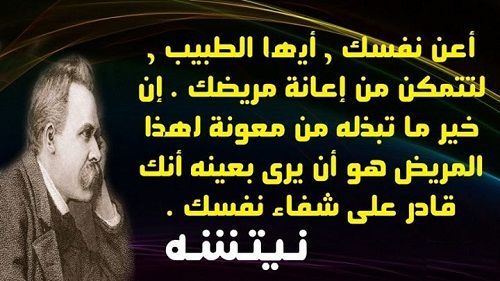 أعن نفسك , أيها الطبيب ,
لتتمكن من إعانة مريضك . إن
خير ما تبذله من معونة لهذا
المريض هو أن يرى بعينه أنك
قادر على شفاء نفسك .
نيتشه